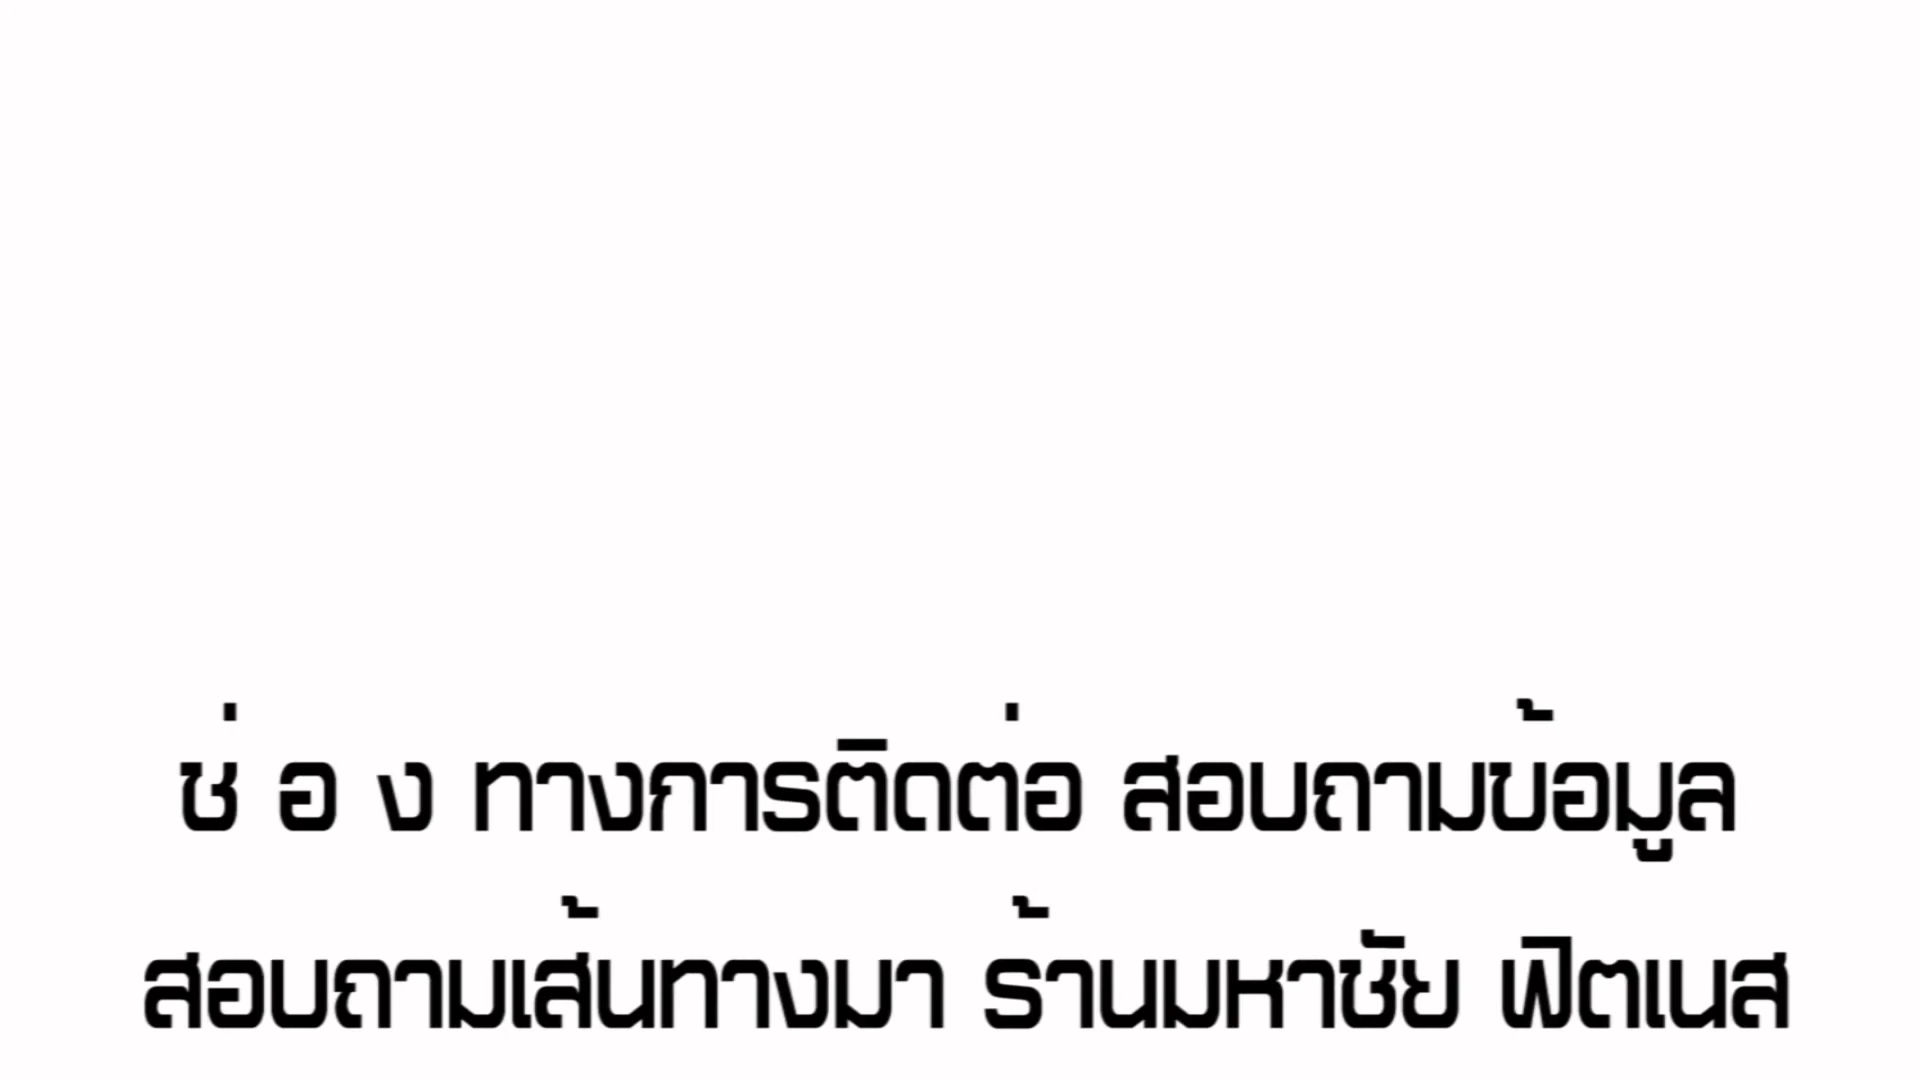 ช่ อ ง ทางการติดต่อ สอบถามข้อมูล
สอบถามเส้นทางมา ร้านมหาชัย ฟิตเนส